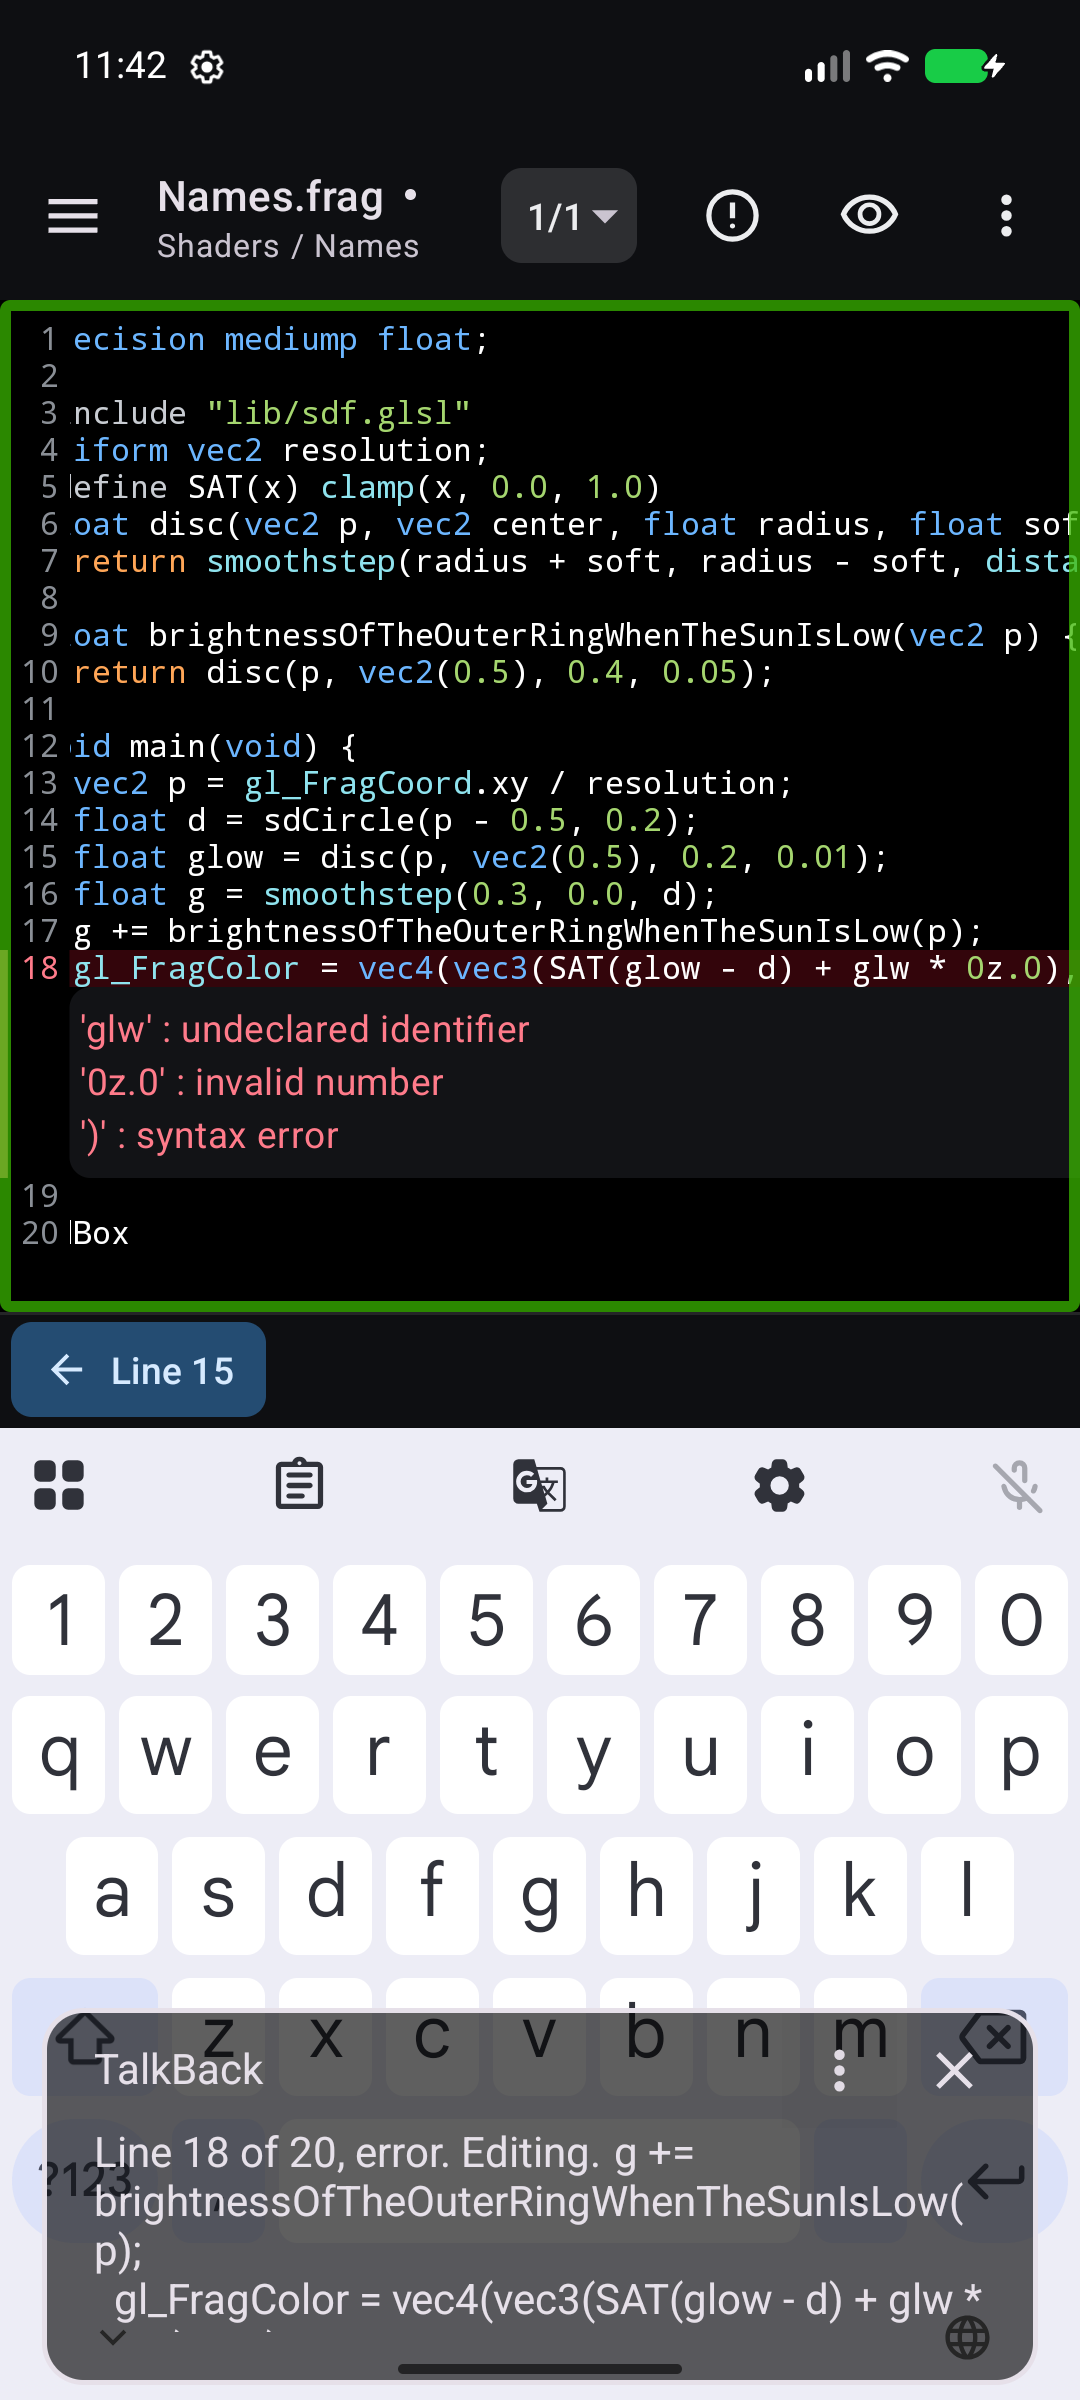 11:42
Names.frag •
Shaders / Names
1/1
1 ecision mediump float;
2
3 nclude "lib/sdf.glsl"
4 iform vec2 resolution;
5 efine SAT(x) clamp(x, 0.0, 1.0)
6 oat disc(vec2 p, vec2 center, float radius, float sof
7 return smoothstep(radius + soft, radius - soft, dista
8
9 oat brightnessOfTheOuterRingWhenTheSunIsLow(vec2 p) {
10 return disc(p, vec2(0.5), 0.4, 0.05);
11
12 id main(void) {
13 vec2 p = gl_FragCoord.xy / resolution;
14 float d = sdCircle(p - 0.5, 0.2);
15 float glow = disc(p, vec2(0.5), 0.2, 0.01);
16 float g = smoothstep(0.3, 0.0, d);
17 g += brightnessOfTheOuterRingWhenTheSunIsLow(p);
18 gl_FragColor = vec4(vec3(SAT(glow - d) + glw * 0z.0),
'glw' : undeclared identifier
'0z.0' : invalid number
')' : syntax error
19
20 Box
← Line 15
1 2 3 4 5 6 7 8 9 0
q w e r t y u i o p
a s d f g h j k l
z x c v b n m
TalkBack
?123 ,
Line 18 of 20, error. Editing. g +=
brightnessOfTheOuterRingWhenTheSunIsLow(
p);
gl_FragColor = vec4(vec3(SAT(glow - d) + glw *